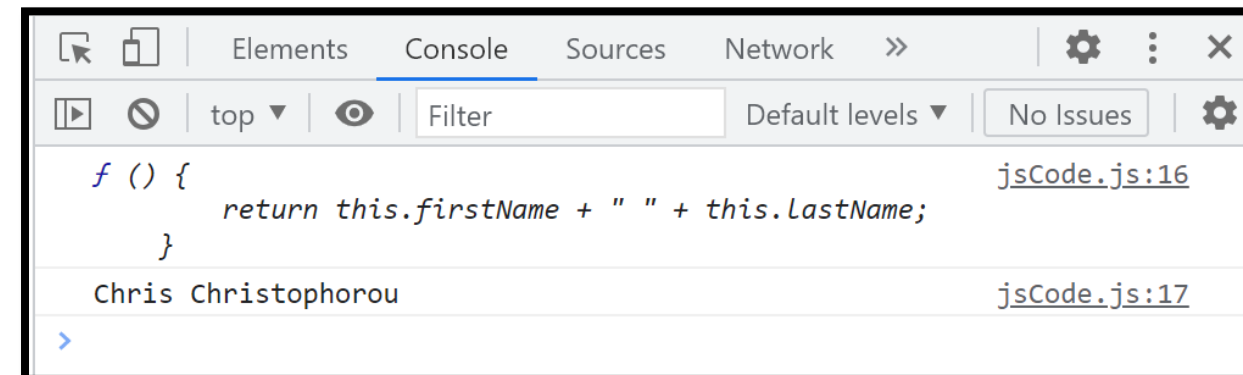 Elements Console Sources Network »
top ▼ Filter Default levels ▼ No Issues
ƒ () { jsCode.js:16
return this.firstName + " " + this.lastName;
}
Chris Christophorou jsCode.js:17
>